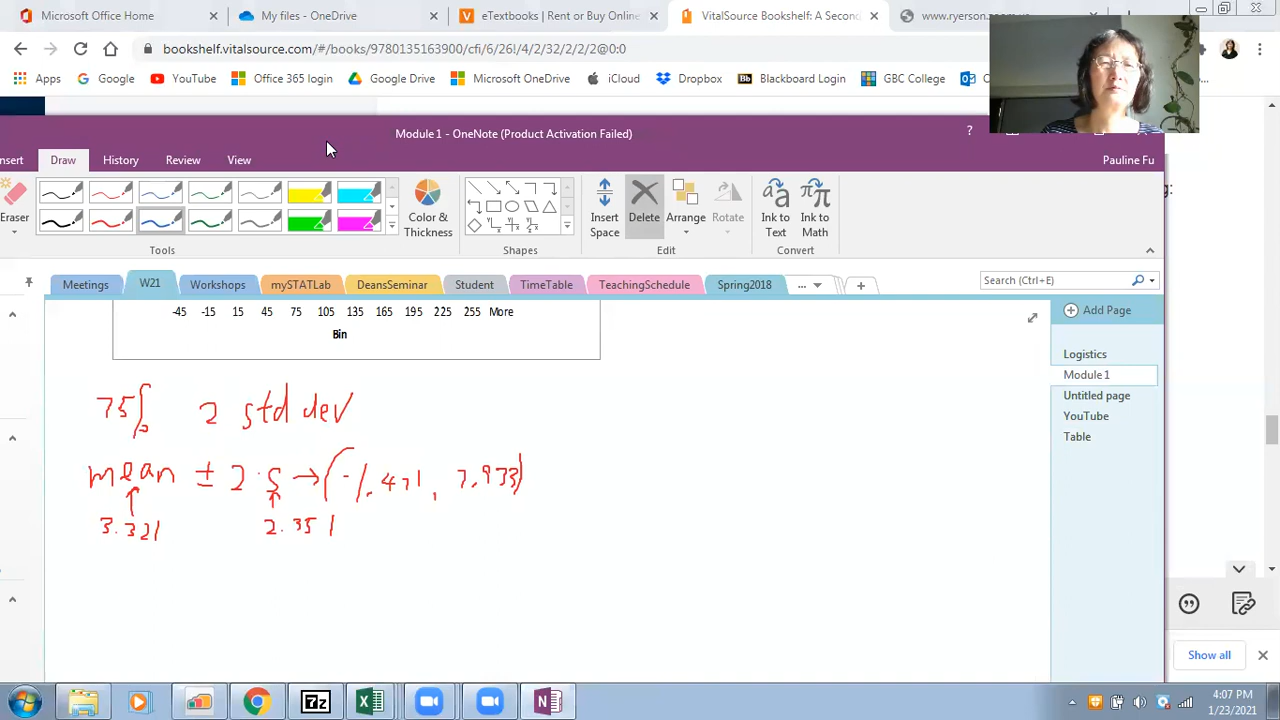 Microsoft Office Home
My files - OneDrive
eTextbooks | Rent or Buy Online
VitalSource Bookshelf: A Second
www.ryerson.
bookshelf.vitalsource.com/#/books/9780135163900/cfi/6/26!/4/2/32/2/2/2@0:0
Apps Google YouTube Office 365 login Google Drive Microsoft OneDrive iCloud Dropbox Bb Blackboard Login GBC College
Module 1 - OneNote (Product Activation Failed)
?
nsert Draw History Review View
Pauline Fu
Eraser
Color & Thickness
Insert Space
Delete
Arrange
Rotate
Ink to Text
Ink to Math
Tools
Shapes
Edit
Convert
Meetings W21 Workshops mySTATLab DeansSeminar Student TimeTable TeachingSchedule Spring2018 ...
Search (Ctrl+E)
-45 -15 15 45 75 105 135 165 195 225 255 More
Bin
75% 2 std dev
mean ± 2·s → (-1.471, 7.933)
3.321 2.351
Add Page
Logistics
Module 1
Untitled page
YouTube
Table
g:
Show all
7z
4:07 PM
1/23/2021